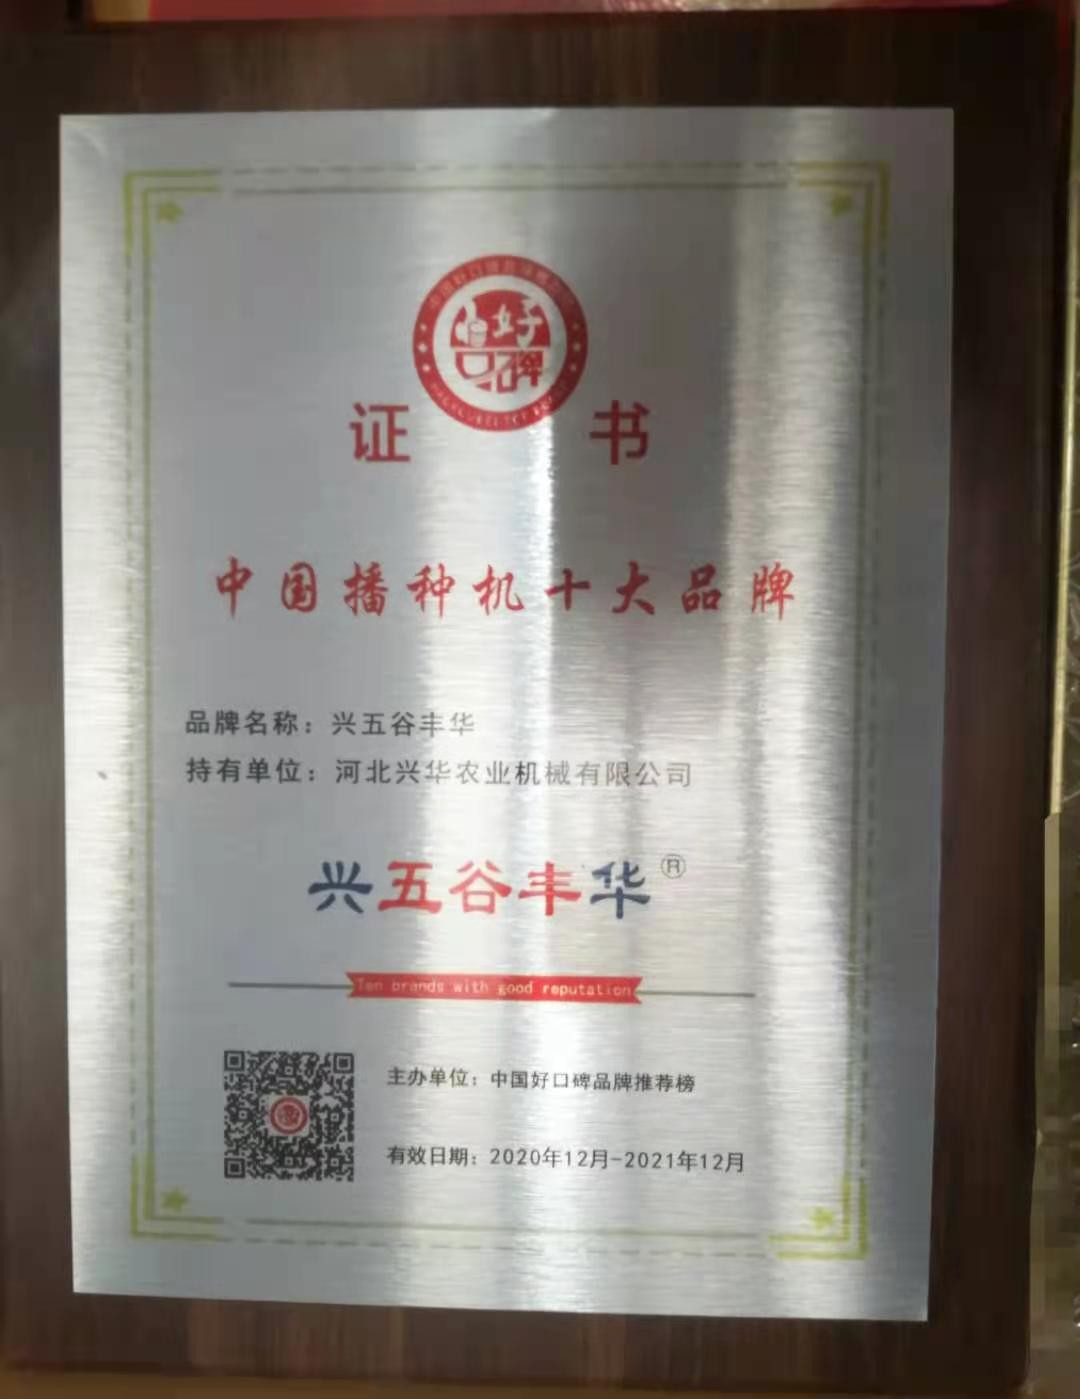 好
口碑
证 书
中国播种机十大品牌
品牌名称：兴五谷丰华
持有单位：河北兴华农业机械有限公司
兴五谷丰华®
Ten brands with good reputation
主办单位：中国好口碑品牌推荐榜
有效日期：2020年12月-2021年12月